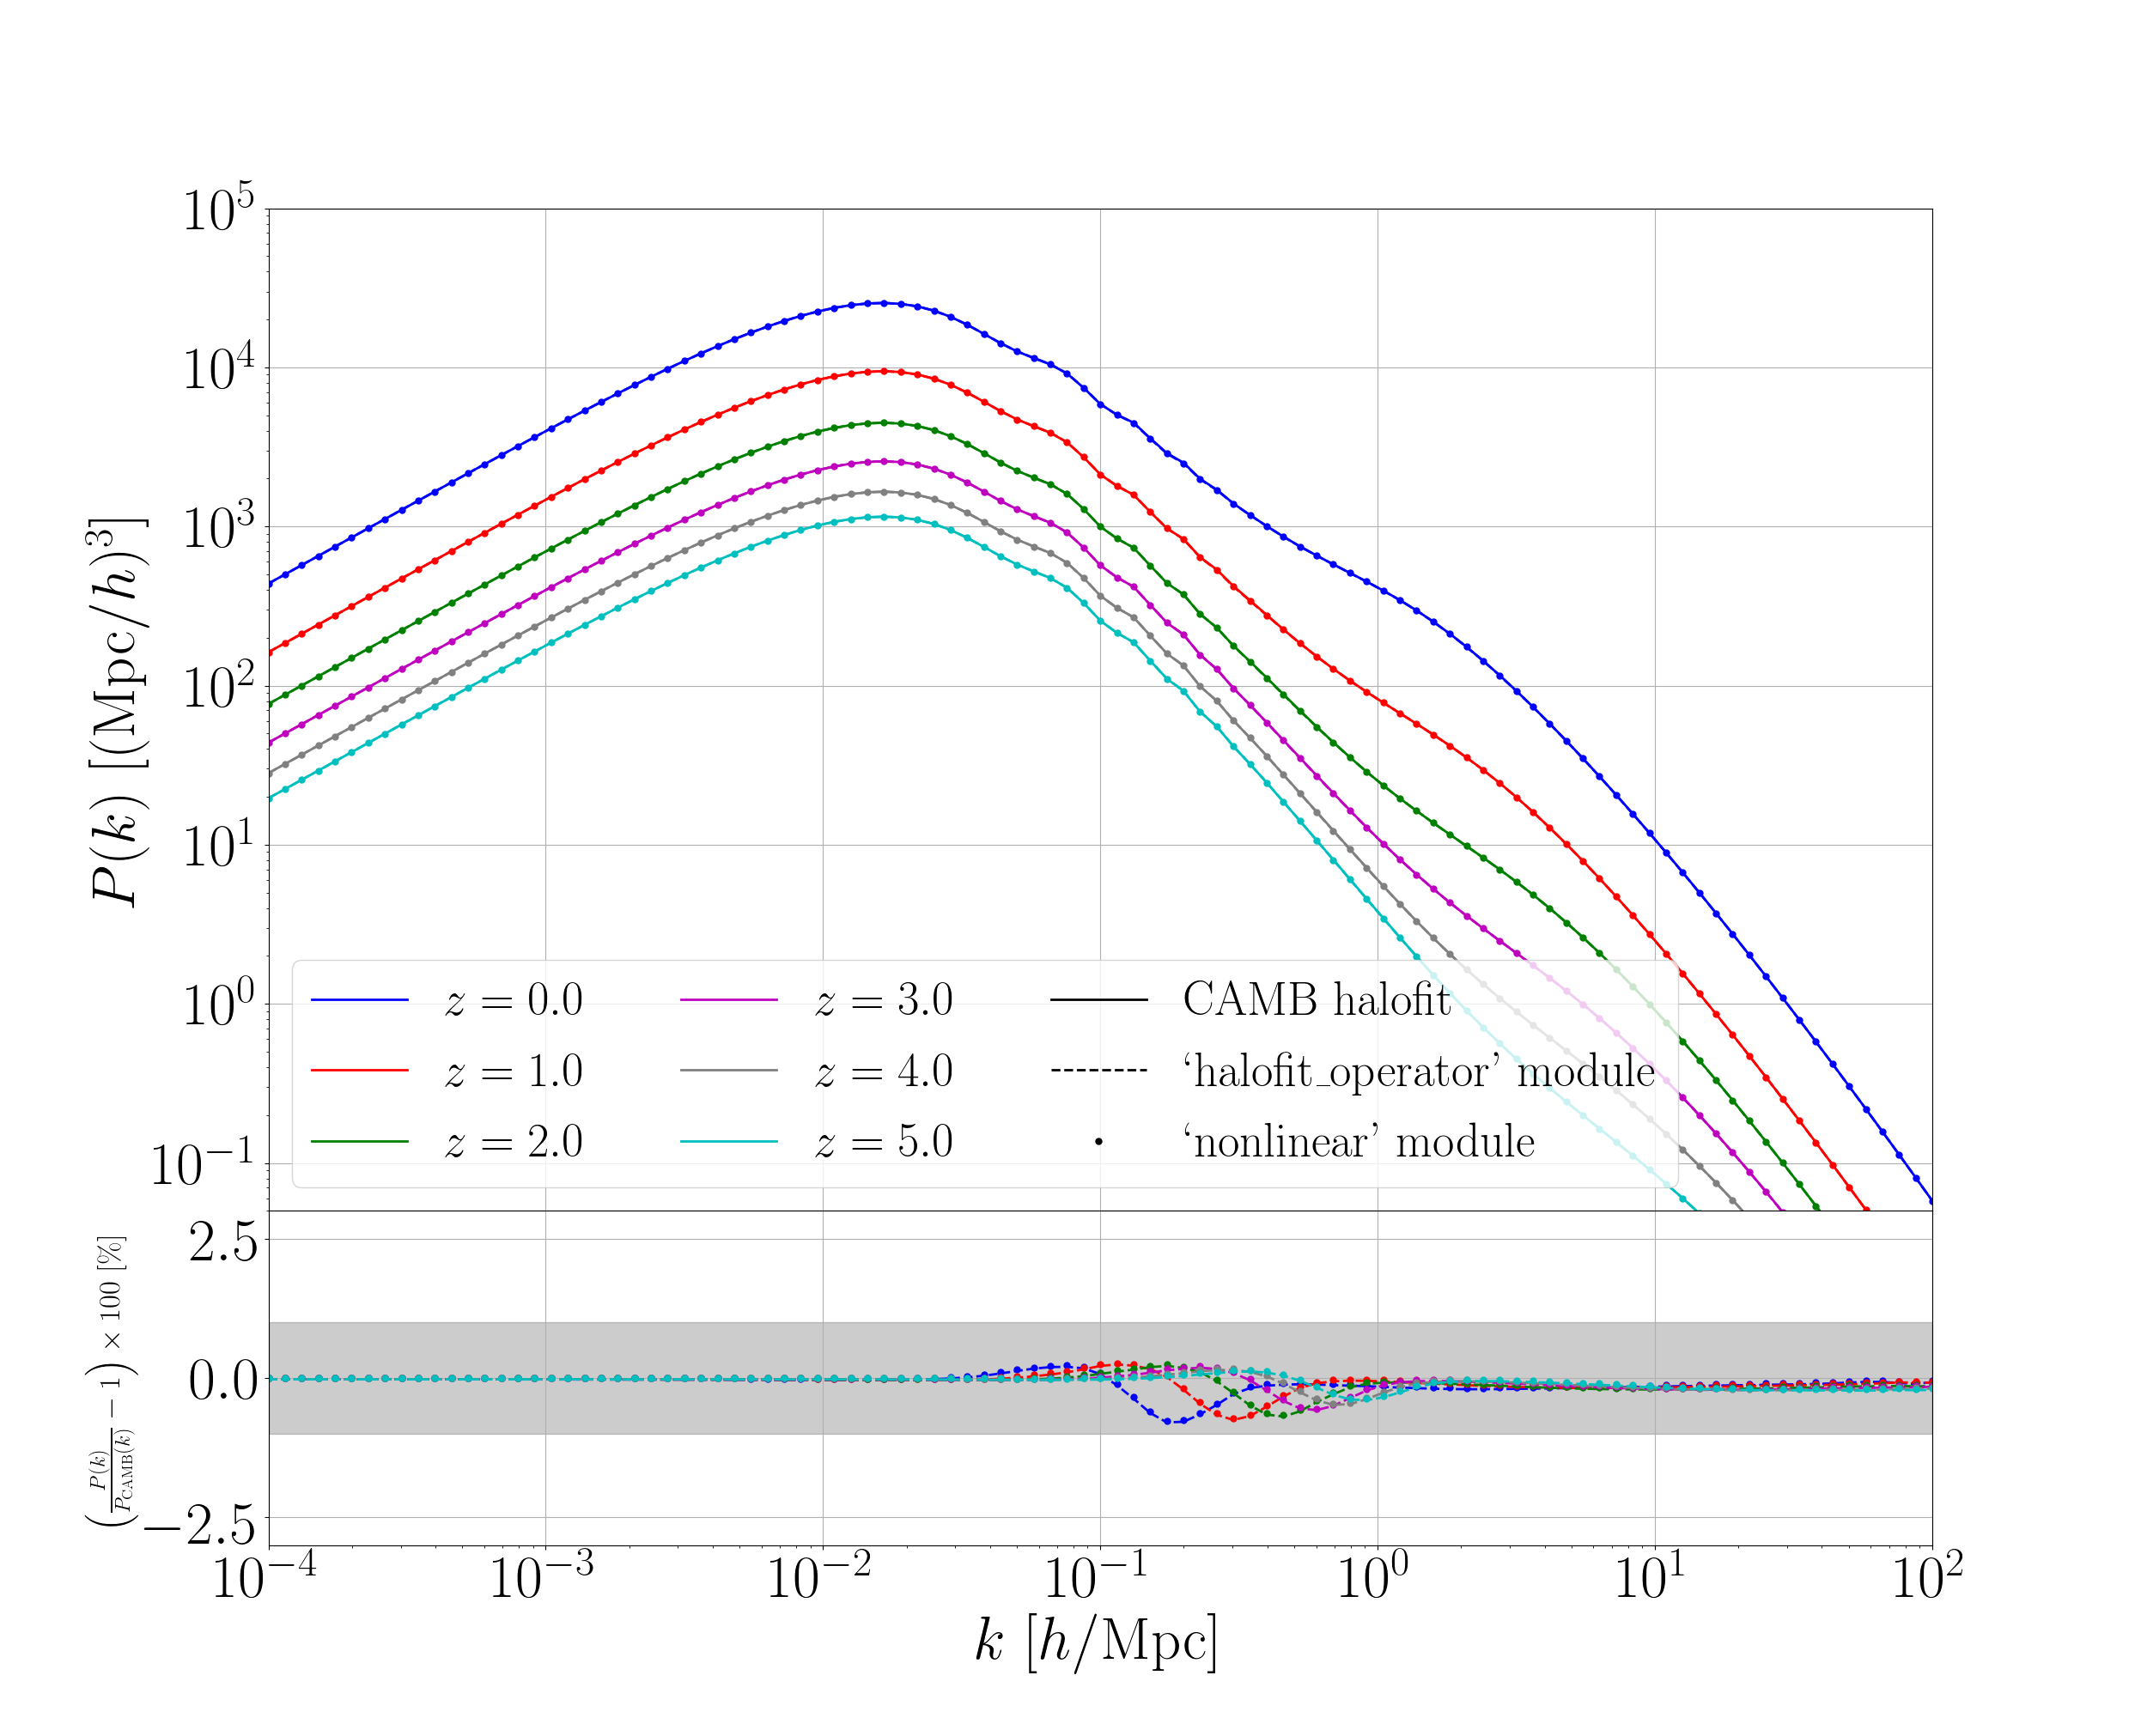 10^5
10^4
10^3
10^2
10^1
10^0
10^{-1}
P(k) [(Mpc/h)^3]
z = 0.0
z = 1.0
z = 2.0
z = 3.0
z = 4.0
z = 5.0
CAMB halofit
‘halofit_operator’ module
‘nonlinear’ module
2.5
0.0
−2.5
(P(k)/P_CAMB(k) − 1) × 100 [%]
10^{-4} 10^{-3} 10^{-2} 10^{-1} 10^0 10^1 10^2
k [h/Mpc]